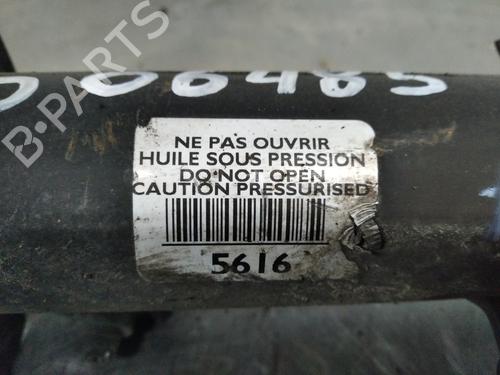 B-PARTS
D 06485
NE PAS OUVRIR
HUILE SOUS PRESSION
DO NOT OPEN
CAUTION PRESSURISED
5616